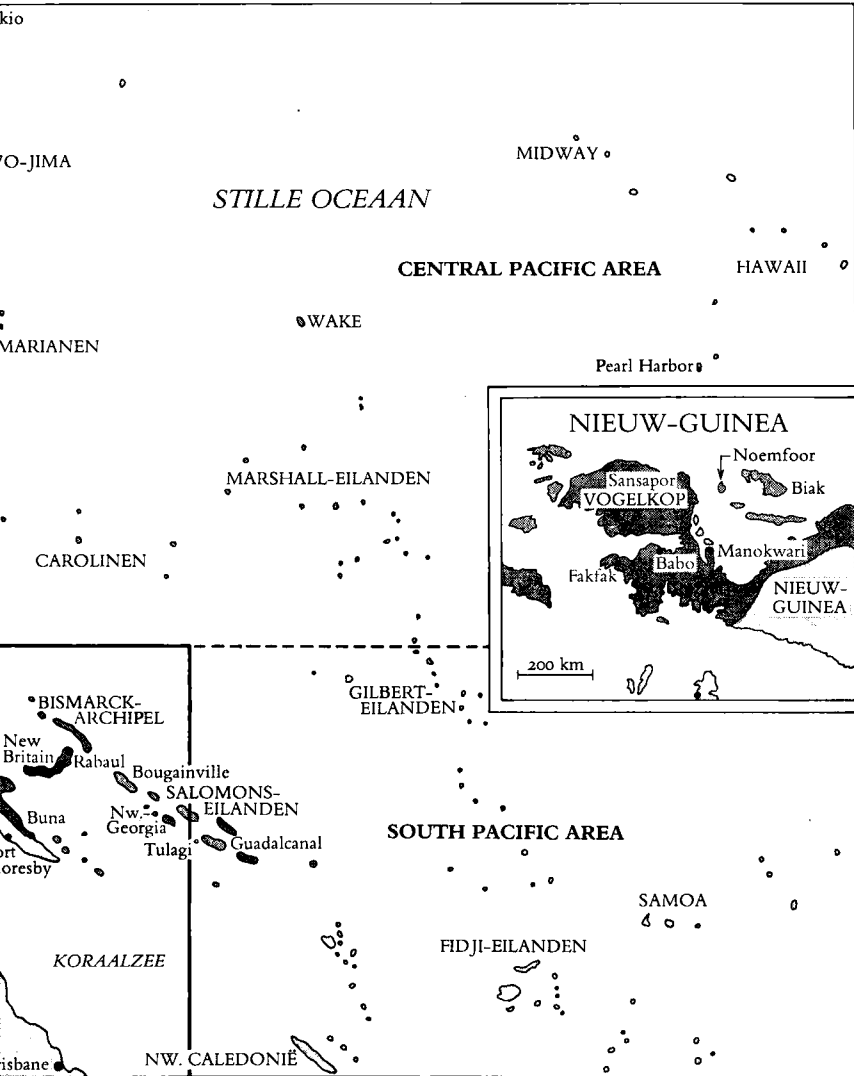 kio
MIDWAY
O-JIMA
STILLE OCEAAN
CENTRAL PACIFIC AREA
HAWAII
WAKE
MARIANEN
Pearl Harbor
NIEUW-GUINEA
Noemfoor
Sansapor
VOGELKOP
Biak
Manokwari
Babo
Fakfak
NIEUW-
GUINEA
200 km
MARSHALL-EILANDEN
CAROLINEN
GILBERT-
EILANDEN
BISMARCK-
ARCHIPEL
New
Britain
Rabaul
Bougainville
SALOMONS-
EILANDEN
Nw.-
Georgia
Buna
Tulagi
Guadalcanal
ort
oresby
SOUTH PACIFIC AREA
SAMOA
FIDJI-EILANDEN
KORAALZEE
NW. CALEDONIË
risbane